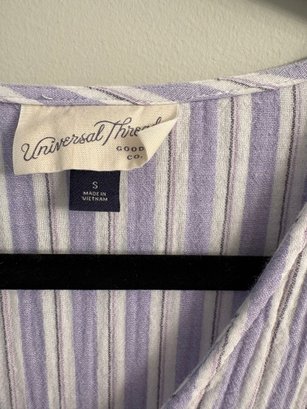 Universal Thread
GOODS
CO.
S
MADE IN
VIETNAM